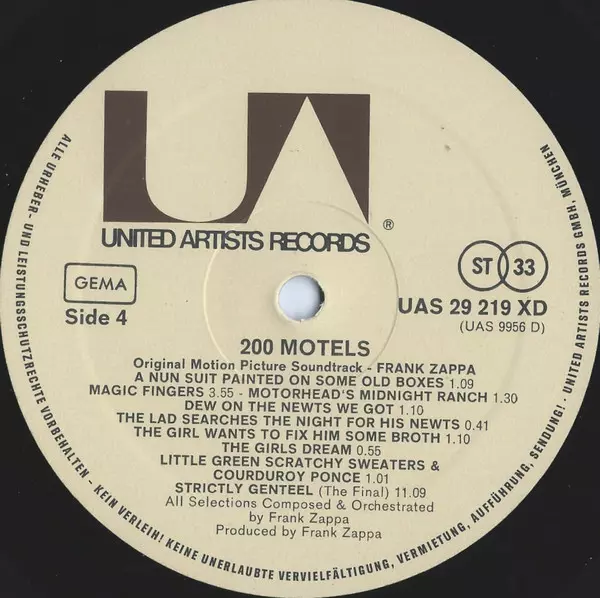 UA
UNITED ARTISTS RECORDS ®
GEMA
Side 4
ST 33
UAS 29 219 XD
(UAS 9956 D)
200 MOTELS
Original Motion Picture Soundtrack - FRANK ZAPPA
A NUN SUIT PAINTED ON SOME OLD BOXES 1.09
MAGIC FINGERS 3.55 - MOTORHEAD'S MIDNIGHT RANCH 1.30
DEW ON THE NEWTS WE GOT 1.10
THE LAD SEARCHES THE NIGHT FOR HIS NEWTS 0.41
THE GIRL WANTS TO FIX HIM SOME BROTH 1.10
THE GIRLS DREAM 0.55
LITTLE GREEN SCRATCHY SWEATERS &
COURDUROY PONCE 1.01
STRICTLY GENTEEL (The Final) 11.09
All Selections Composed & Orchestrated
by Frank Zappa
Produced by Frank Zappa
ALLE URHEBER- UND LEISTUNGSSCHUTZRECHTE VORBEHALTEN - KEIN VERLEIH! KEINE UNERLAUBTE VERVIELFÄLTIGUNG, VERMIETUNG, AUFFÜHRUNG, SENDUNG! · UNITED ARTISTS RECORDS GMBH, MÜNCHEN